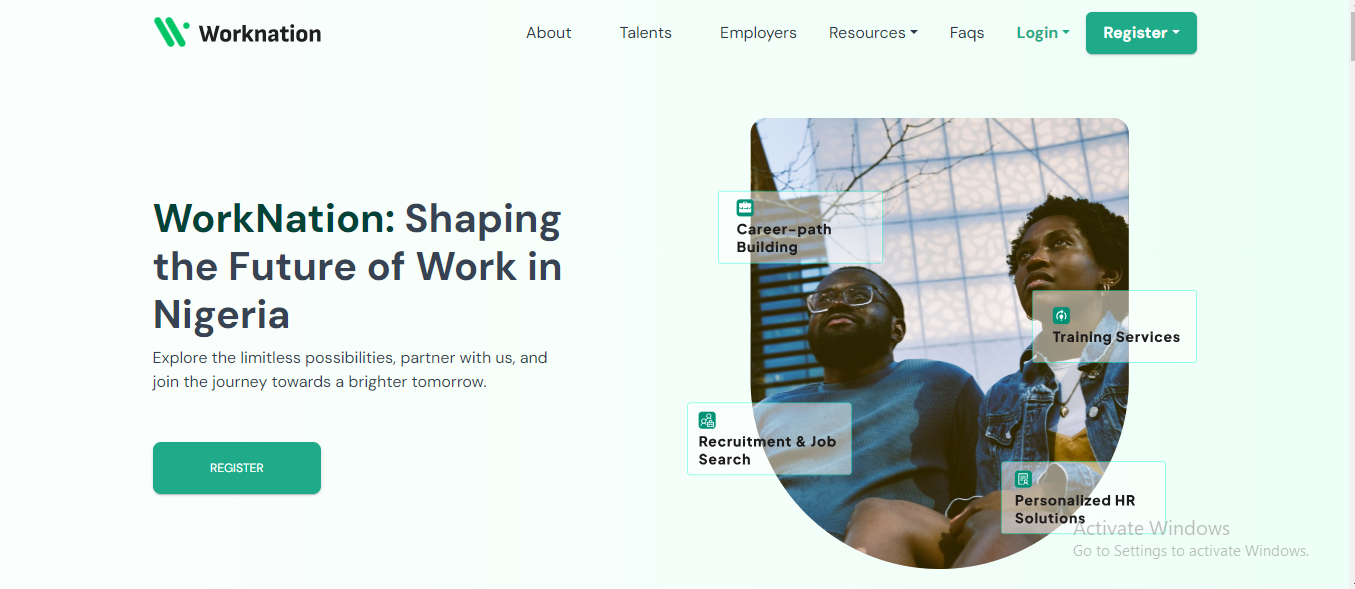 Worknation
About
Talents
Employers
Resources
Faqs
Login
Register
WorkNation: Shaping
the Future of Work in
Nigeria
Explore the limitless possibilities, partner with us, and
join the journey towards a brighter tomorrow.
REGISTER
Career-path
Building
Training Services
Recruitment & Job
Search
Personalized HR
Solutions
Activate Windows
Go to Settings to activate Windows.